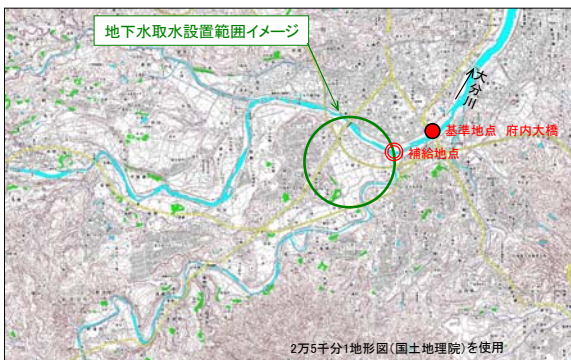 地下水取水設置範囲イメージ
大分川
基準地点 府内大橋
補給地点
2万5千分1地形図(国土地理院)を使用